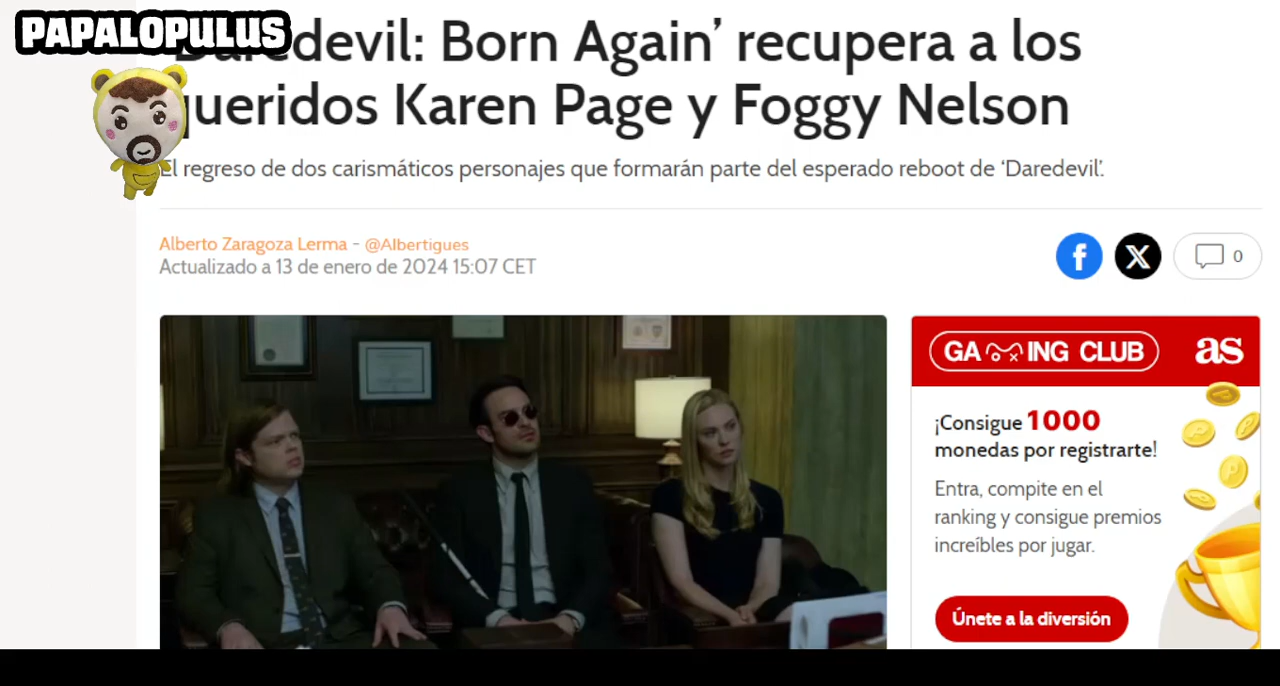 PAPALOPULUS
devil: Born Again’ recupera a los
queridos Karen Page y Foggy Nelson
El regreso de dos carismáticos personajes que formarán parte del esperado reboot de ‘Daredevil’.
Alberto Zaragoza Lerma - @Albertigues
Actualizado a 13 de enero de 2024 15:07 CET
f
X
0
GAMING CLUB
as
¡Consigue 1000
monedas por registrarte!
Entra, compite en el
ranking y consigue premios
increíbles por jugar.
Únete a la diversión